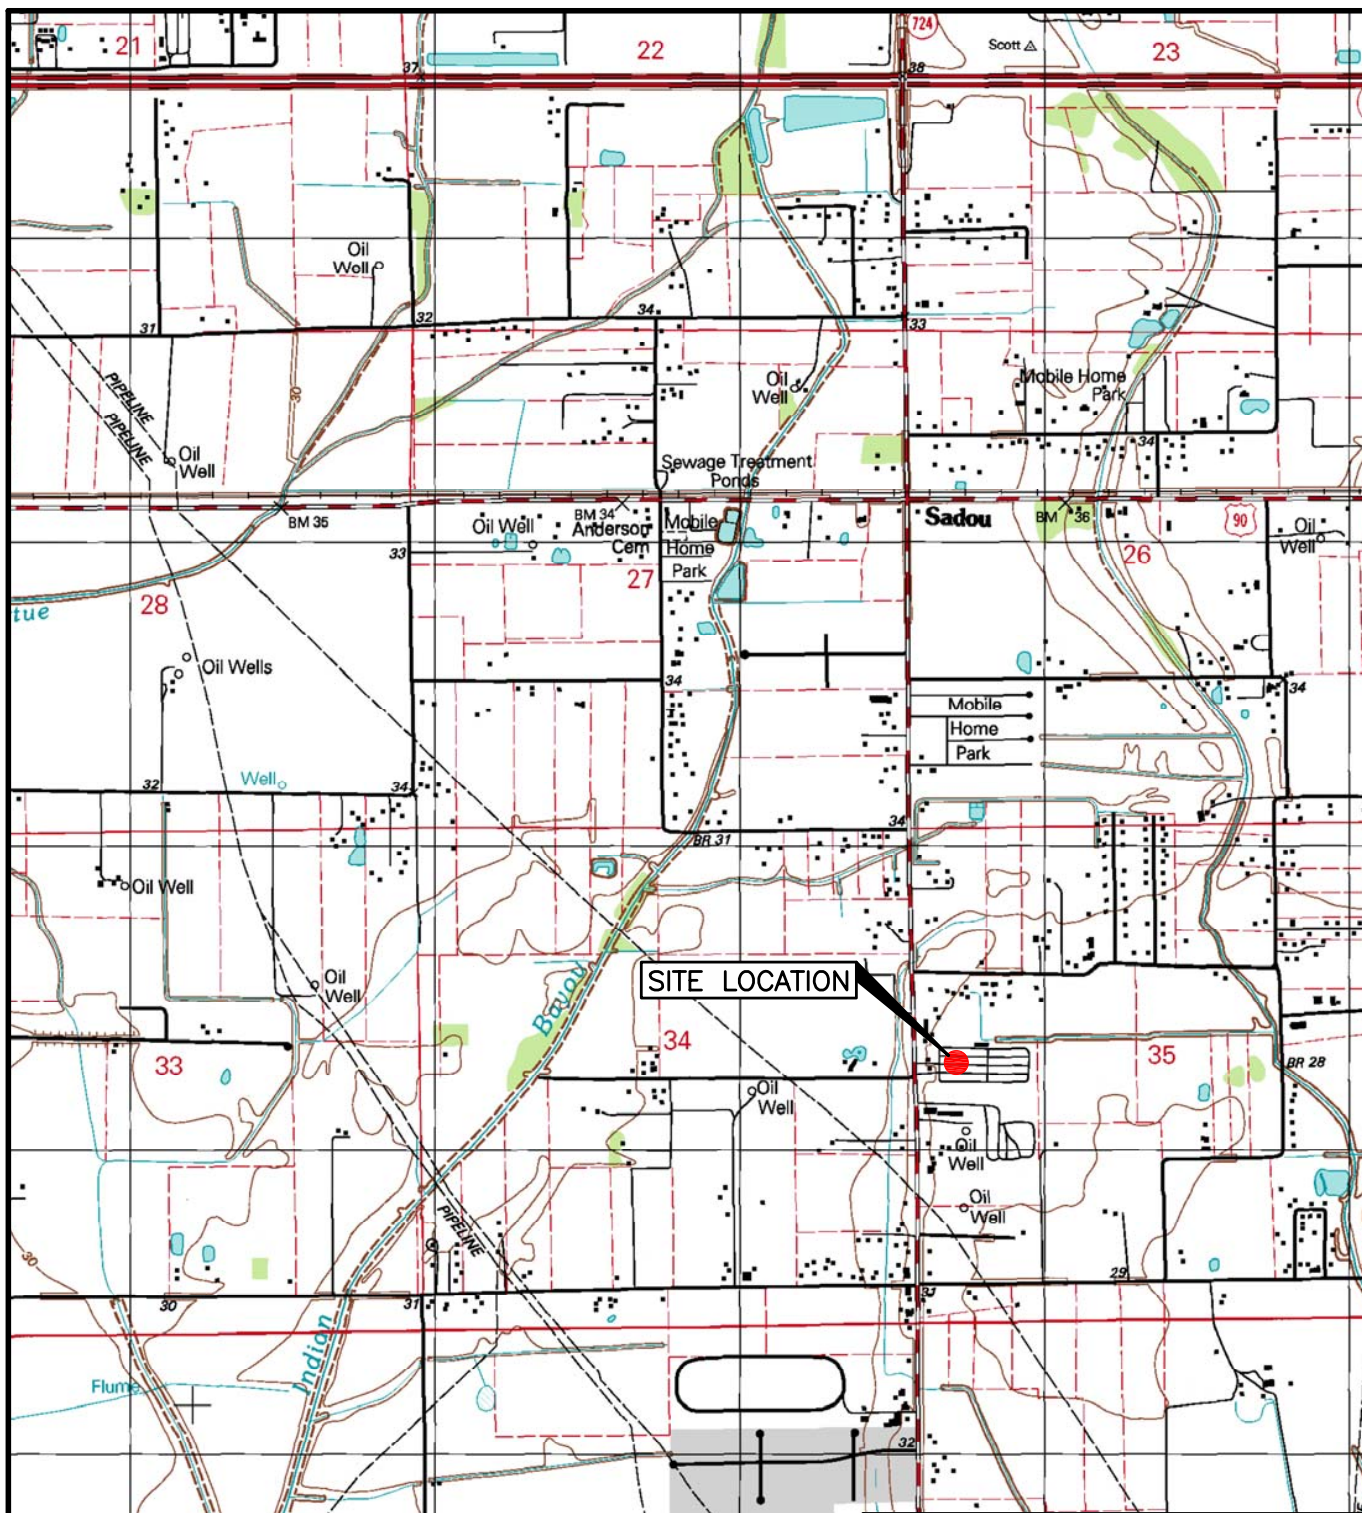 21
22
724
Scott
23
37
38
Oil
Well
31
32
34
33
PIPELINE
PIPELINE
30
Oil
Well
Mobile Home
Park
34
Oil
Well
Sewage Treatment
Ponds
BM 35
BM 34
Anderson
Cem
Oil Well
Mobile
Home
Park
Sadou
BM 36
90
Oil
Well
33
27
26
28
tue
Oil Wells
34
34
Mobile
Home
Park
32
Well
34
34
BR 31
Oil Well
Oil
Well
SITE LOCATION
Bayou
33
34
35
BR 28
Oil
Well
Oil
Well
Oil
Well
PIPELINE
30
29
30
31
31
Indian
Flume
32